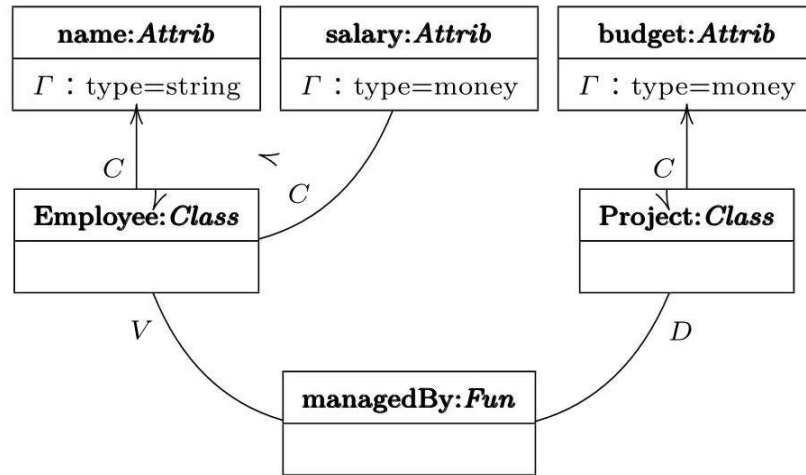 name:Attrib
salary:Attrib
budget:Attrib
Γ : type=string
Γ : type=money
Γ : type=money
C
C
C
Employee:Class
Project:Class
V
D
managedBy:Fun